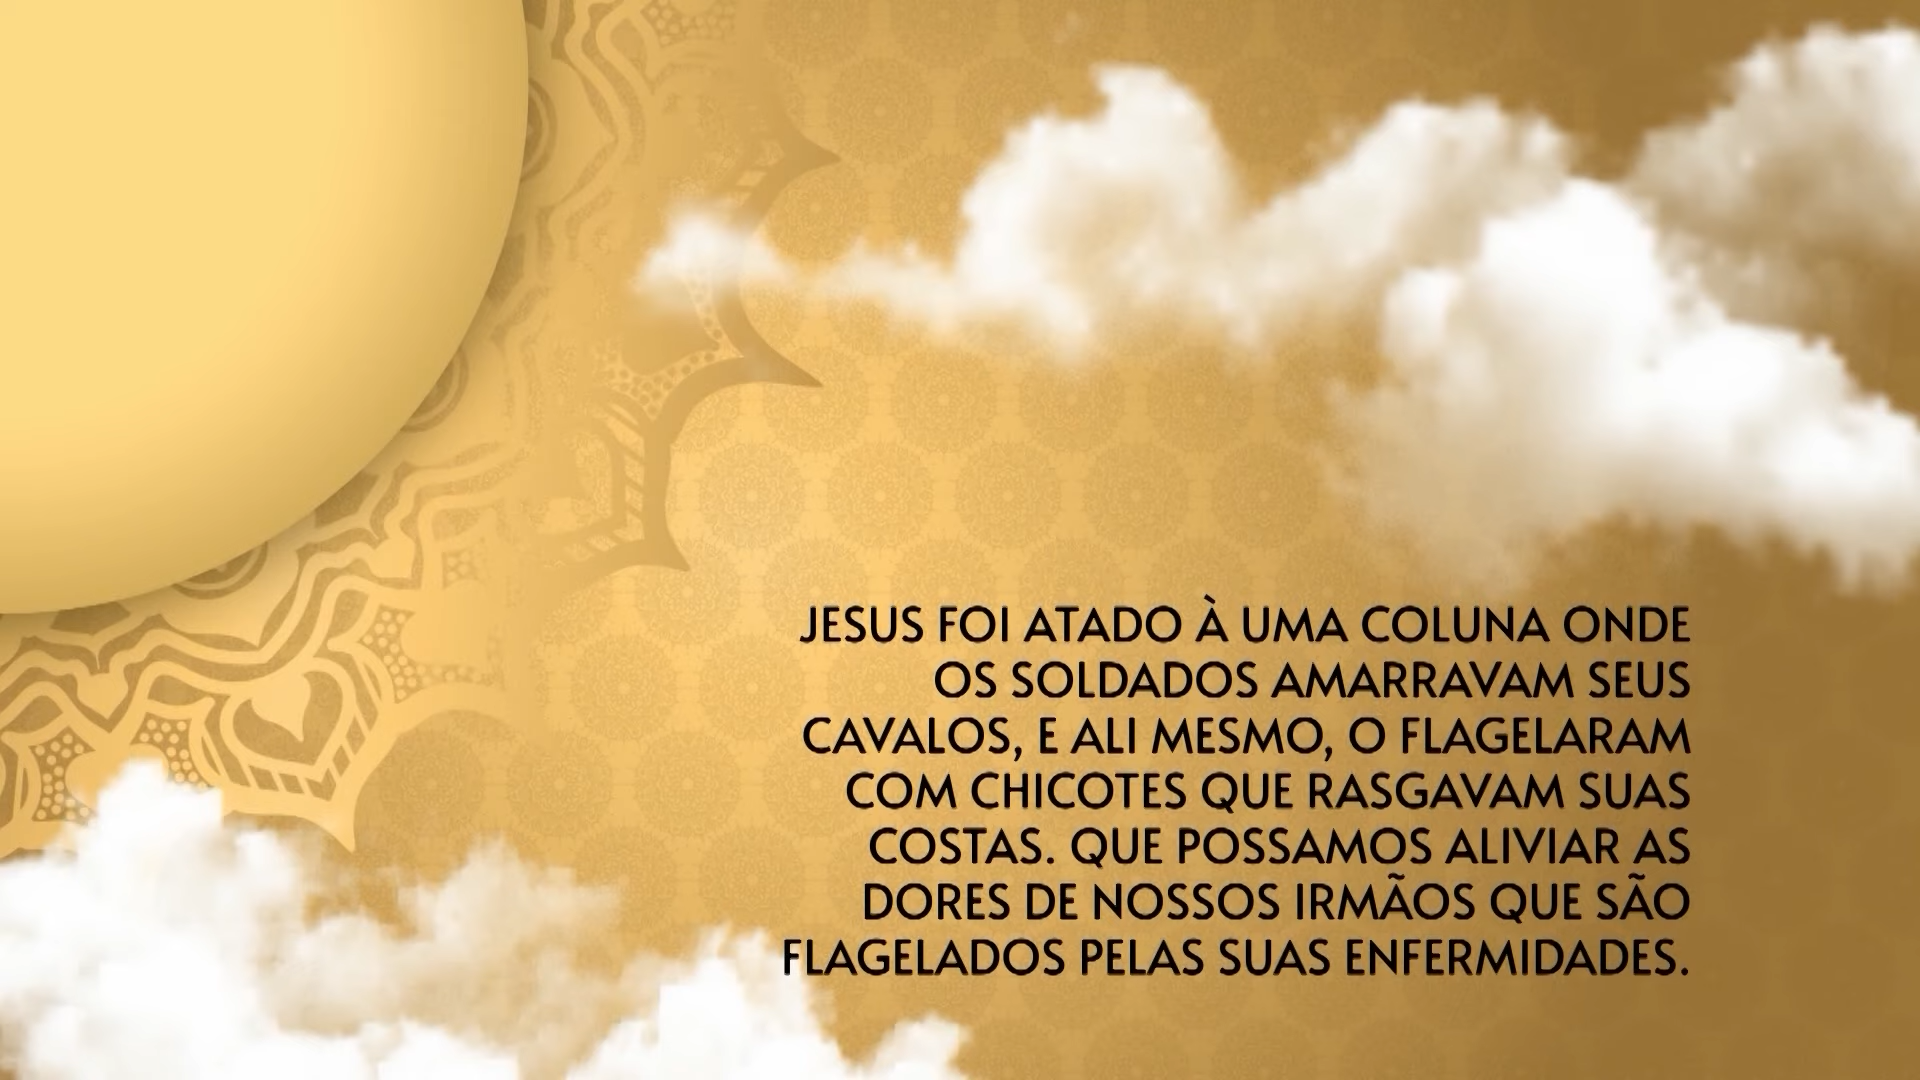 JESUS FOI ATADO À UMA COLUNA ONDE
OS SOLDADOS AMARRAVAM SEUS
CAVALOS, E ALI MESMO, O FLAGELARAM
COM CHICOTES QUE RASGAVAM SUAS
COSTAS. QUE POSSAMOS ALIVIAR AS
DORES DE NOSSOS IRMÃOS QUE SÃO
FLAGELADOS PELAS SUAS ENFERMIDADES.